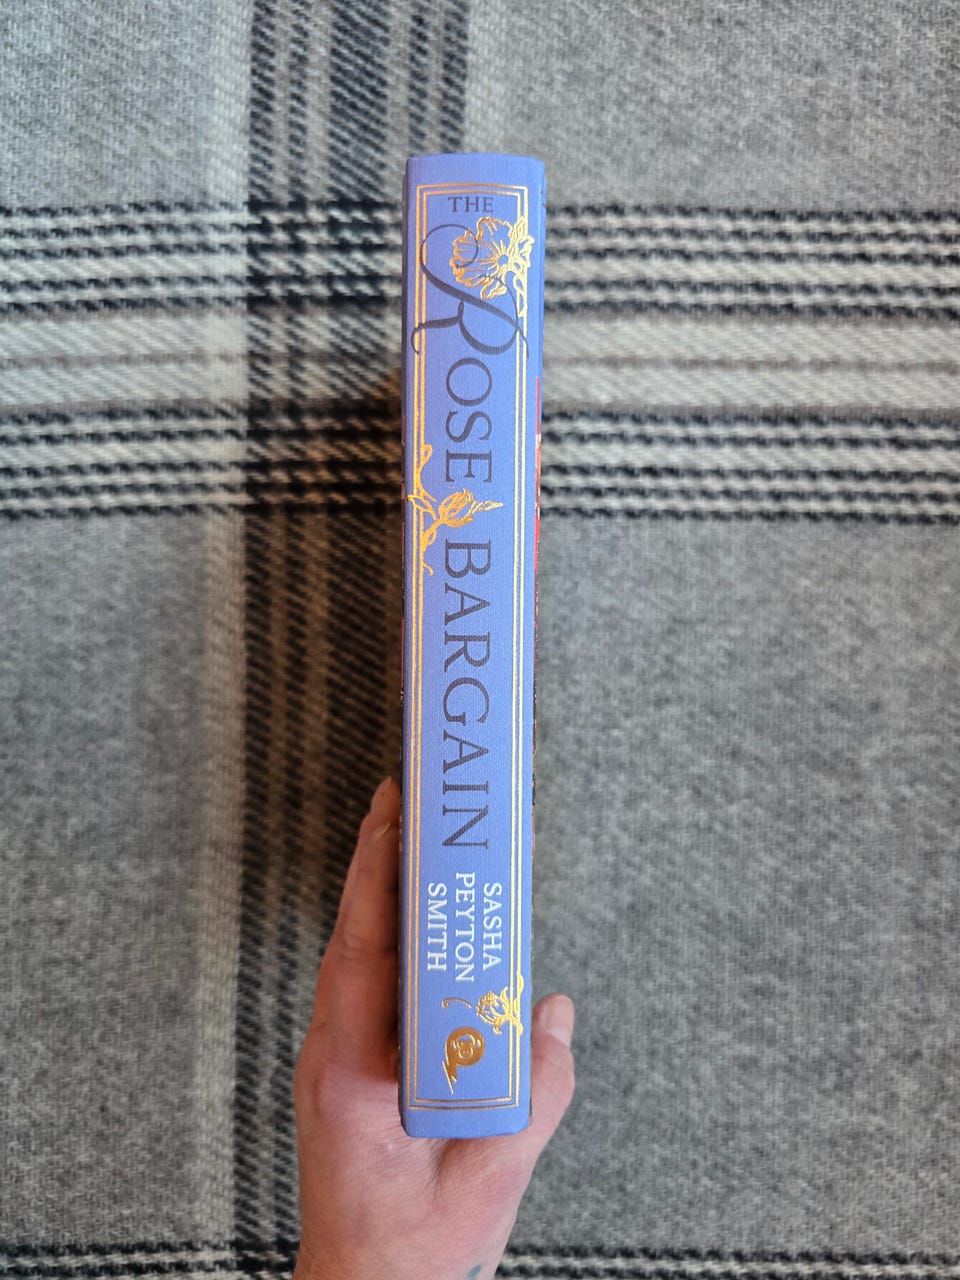 THE
ROSE BARGAIN
SASHA
PEYTON
SMITH